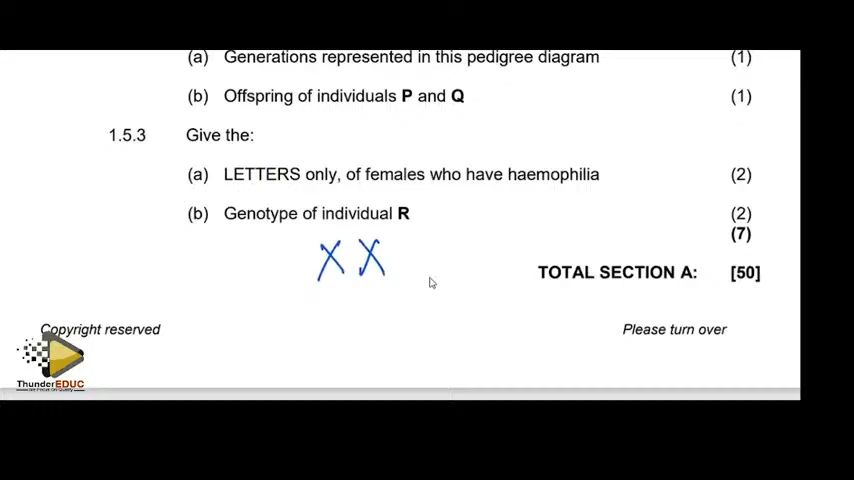 (a) Generations represented in this pedigree diagram (1)
(b) Offspring of individuals P and Q (1)
1.5.3 Give the:
(a) LETTERS only, of females who have haemophilia (2)
(b) Genotype of individual R (2)
(7)
X X
TOTAL SECTION A: [50]
Copyright reserved Please turn over
ThunderEDUC